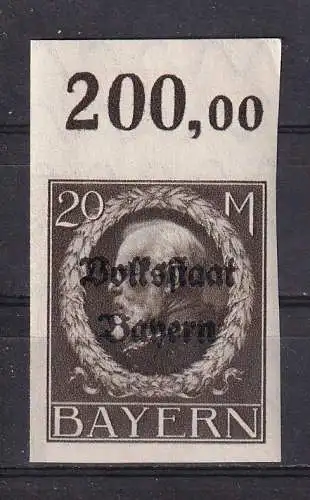 200,00
20 M
Volksstaat
Bayern
BAYERN